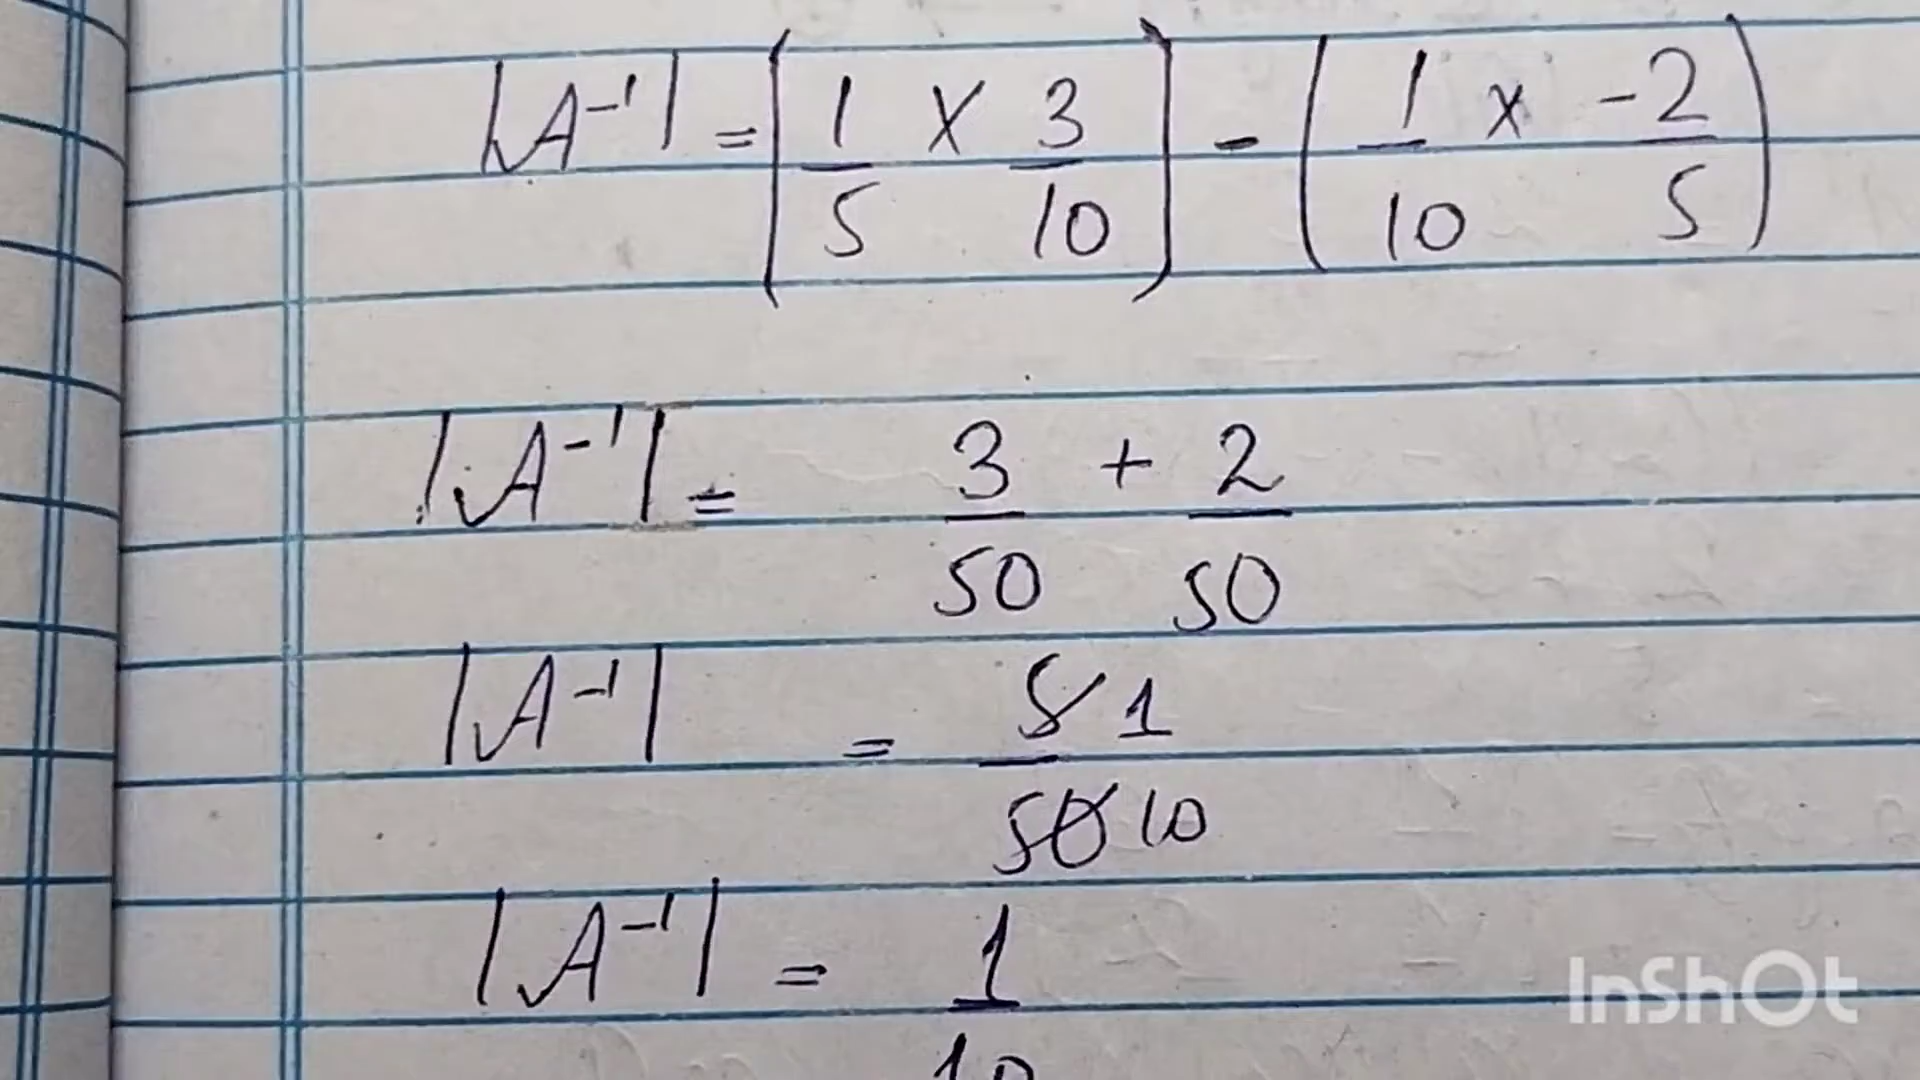 |A⁻¹| = (1/5 × 3/10) - (1/10 × -2/5)
|A⁻¹| = 3/50 + 2/50
|A⁻¹| = 5/50 1/10
|A⁻¹| = 1/10
InShOt